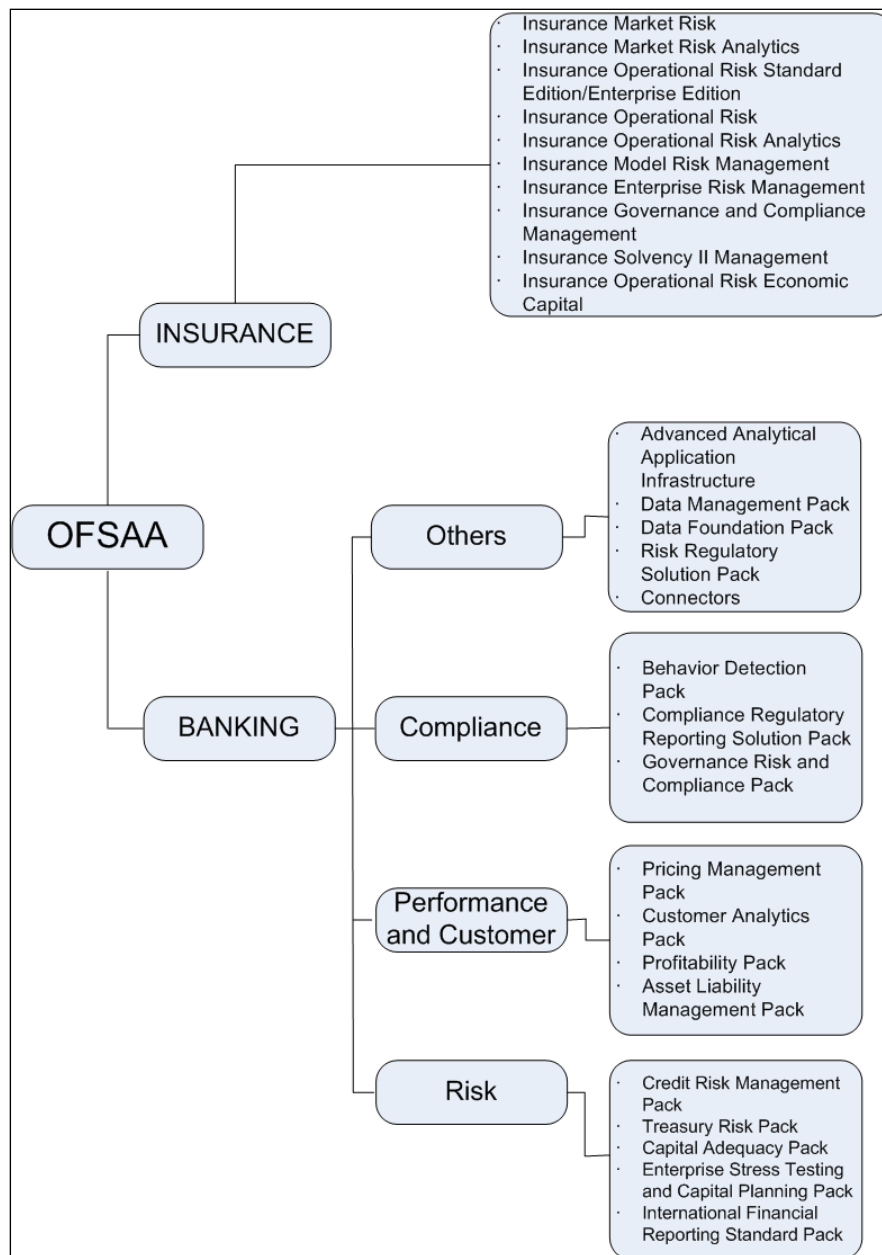 · Insurance Market Risk
· Insurance Market Risk Analytics
· Insurance Operational Risk Standard
Edition/Enterprise Edition
· Insurance Operational Risk
· Insurance Operational Risk Analytics
· Insurance Model Risk Management
· Insurance Enterprise Risk Management
· Insurance Governance and Compliance
Management
· Insurance Solvency II Management
· Insurance Operational Risk Economic
Capital
INSURANCE
OFSAA
BANKING
Others
· Advanced Analytical
Application
Infrastructure
· Data Management Pack
· Data Foundation Pack
· Risk Regulatory
Solution Pack
· Connectors
Compliance
· Behavior Detection
Pack
· Compliance Regulatory
Reporting Solution Pack
· Governance Risk and
Compliance Pack
Performance
and Customer
· Pricing Management
Pack
· Customer Analytics
Pack
· Profitability Pack
· Asset Liability
Management Pack
Risk
· Credit Risk Management
Pack
· Treasury Risk Pack
· Capital Adequacy Pack
· Enterprise Stress Testing
and Capital Planning Pack
· International Financial
Reporting Standard Pack